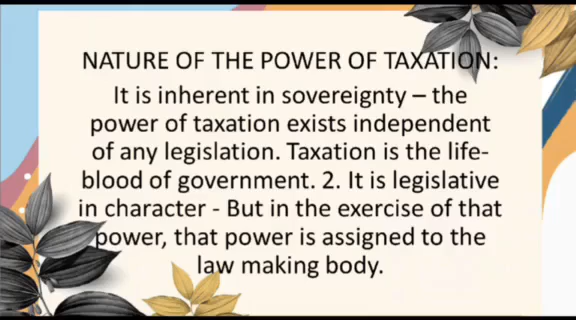 NATURE OF THE POWER OF TAXATION:
It is inherent in sovereignty – the
power of taxation exists independent
of any legislation. Taxation is the life-
blood of government. 2. It is legislative
in character - But in the exercise of that
power, that power is assigned to the
law making body.